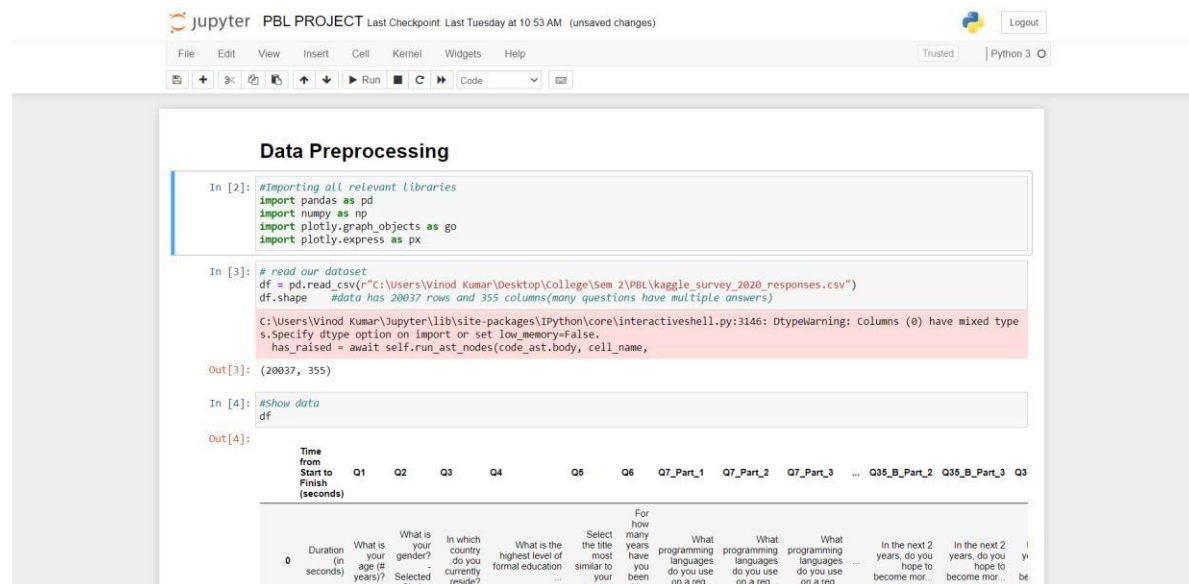 jupyter PBL PROJECT Last Checkpoint: Last Tuesday at 10:53 AM (unsaved changes)
Logout
File Edit View Insert Cell Kernel Widgets Help
Trusted
Python 3
Run
Code
Data Preprocessing
In [2]: #Importing all relevant libraries
import pandas as pd
import numpy as np
import plotly.graph_objects as go
import plotly.express as px
In [3]: # read our dataset
df = pd.read_csv(r"C:\Users\Vinod Kumar\Desktop\College\Sem 2\PBL\kaggle_survey_2020_responses.csv")
df.shape #data has 20037 rows and 355 columns(many questions have multiple answers)
C:\Users\Vinod Kumar\Jupyter\lib\site-packages\IPython\core\interactiveshell.py:3146: DtypeWarning: Columns (0) have mixed type
s.Specify dtype option on import or set low_memory=False.
has_raised = await self.run_ast_nodes(code_ast.body, cell_name,
Out[3]: (20037, 355)
In [4]: #Show data
df
Out[4]:
Time
from
Start to
Finish
(seconds)
Q1 Q2 Q3 Q4 Q5 Q6 Q7_Part_1 Q7_Part_2 Q7_Part_3 ... Q35_B_Part_2 Q35_B_Part_3 Q3
0
Duration
(in
seconds)
What is
your
age (#
years)?
What is
your
gender?
-
Selected
In which
country
do you
currently
reside?
What is the
highest level of
formal education
...
Select
the title
most
similar to
your
For
how
many
years
have
you
been
What
programming
languages
do you use
on a reg...
What
programming
languages
do you use
on a reg...
What
programming
languages
do you use
on a reg...
...
In the next 2
years, do you
hope to
become mor...
In the next 2
years, do you
hope to
become mor...